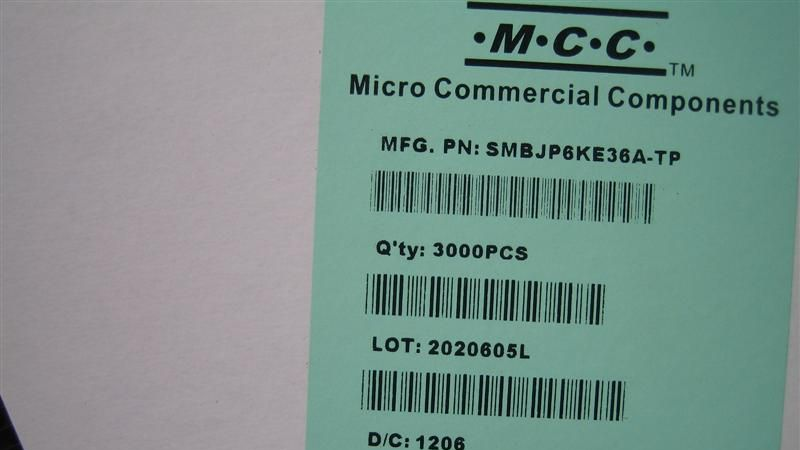 ·M·C·C·
TM
Micro Commercial Components
MFG. PN: SMBJP6KE36A-TP
Q'ty: 3000PCS
LOT: 2020605L
D/C: 1206